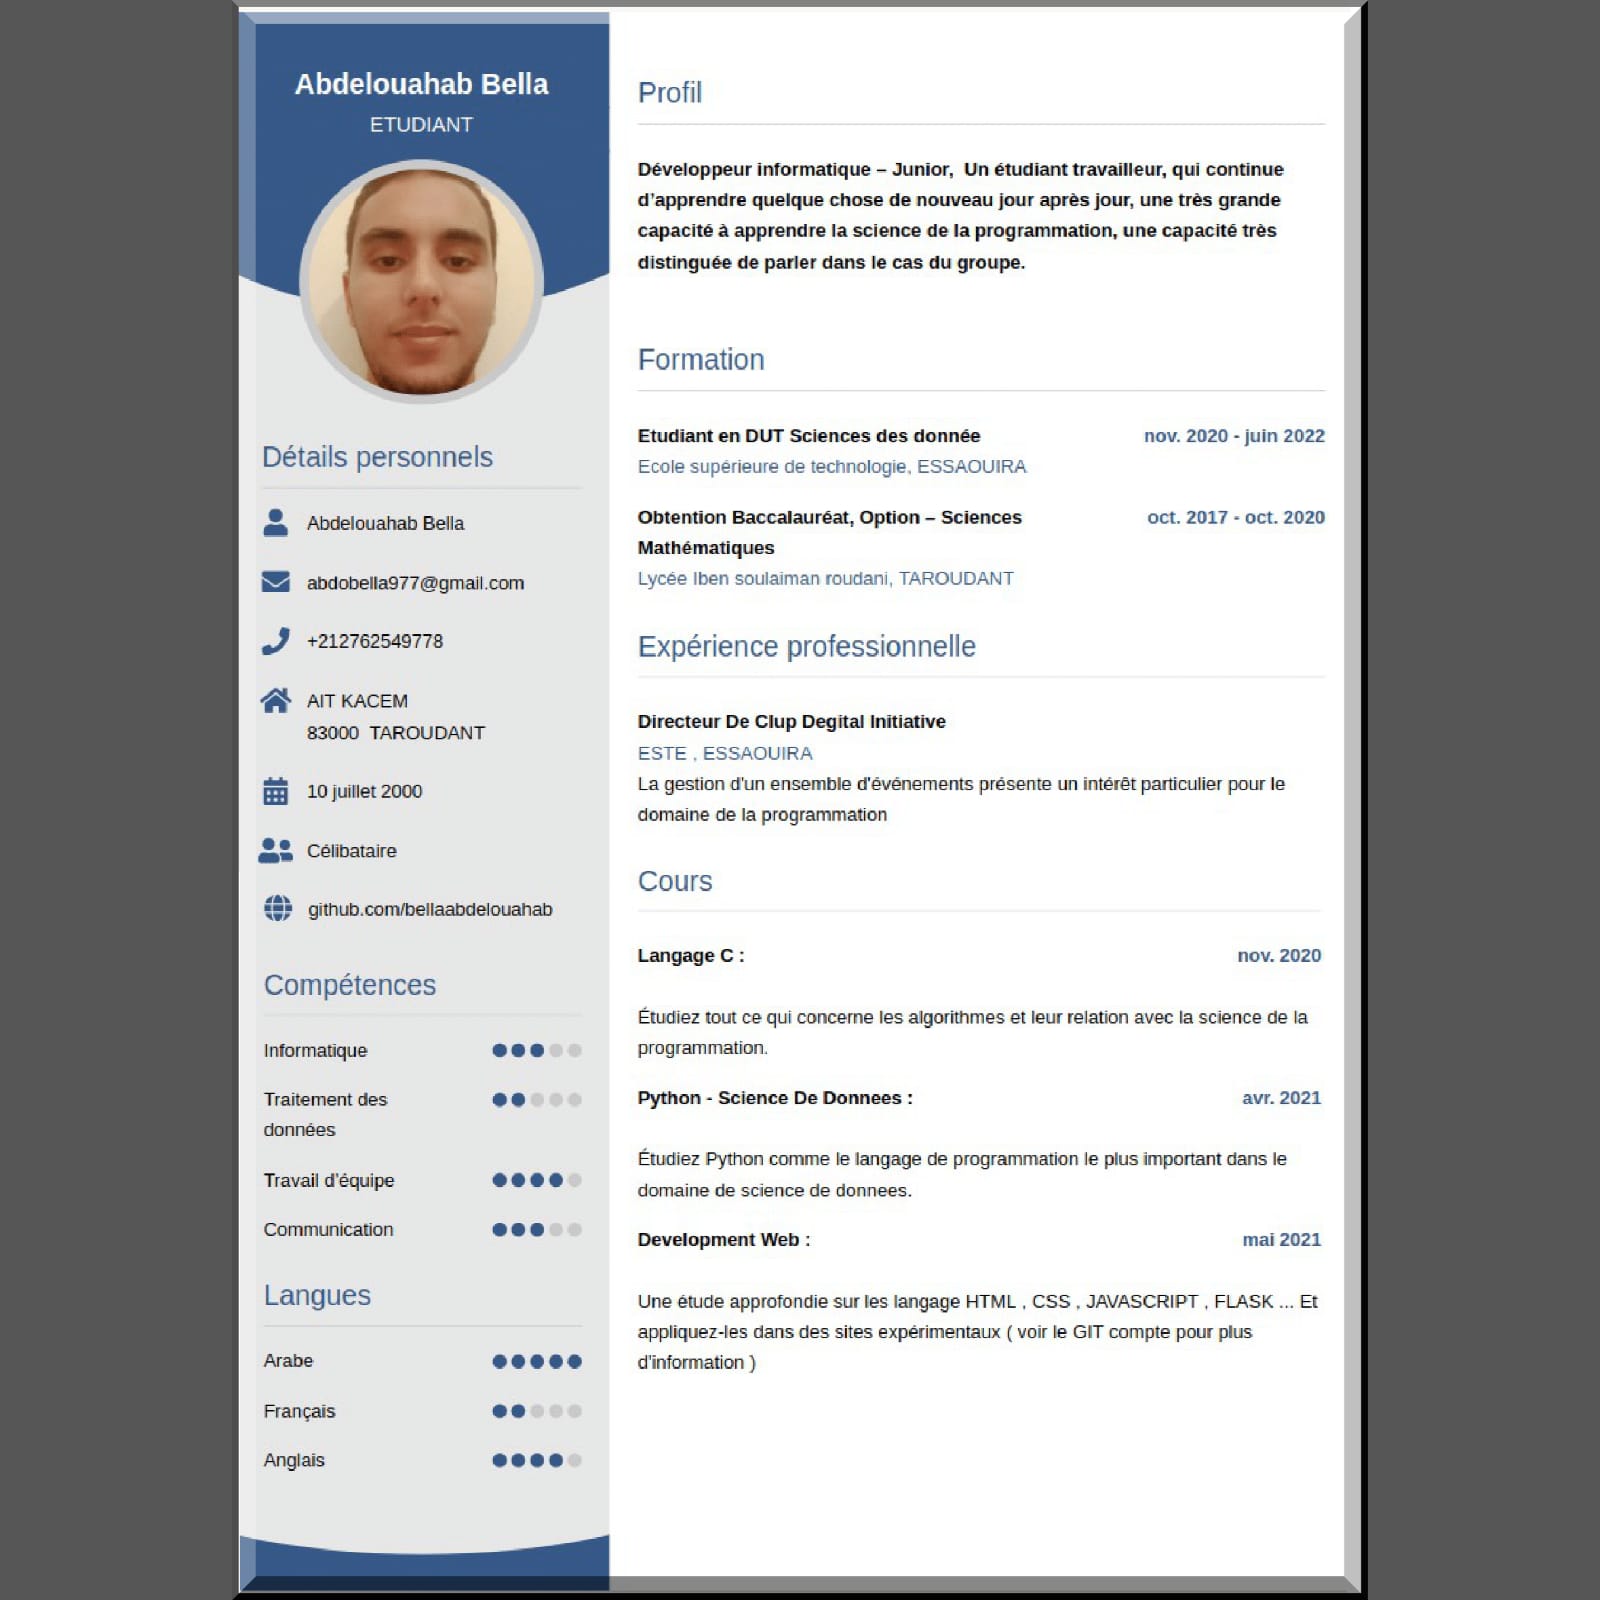 Abdelouahab Bella
ETUDIANT
Détails personnels
Abdelouahab Bella
abdobella977@gmail.com
+212762549778
AIT KACEM
83000  TAROUDANT
10 juillet 2000
Célibataire
github.com/bellaabdelouahab
Compétences
Informatique
Traitement des
données
Travail d’équipe
Communication
Langues
Arabe
Français
Anglais
Profil
Développeur informatique – Junior,  Un étudiant travailleur, qui continue
d’apprendre quelque chose de nouveau jour après jour, une très grande
capacité à apprendre la science de la programmation, une capacité très
distinguée de parler dans le cas du groupe.
Formation
Etudiant en DUT Sciences des donnée nov. 2020 - juin 2022
Ecole supérieure de technologie, ESSAOUIRA
Obtention Baccalauréat, Option – Sciences oct. 2017 - oct. 2020
Mathématiques
Lycée Iben soulaiman roudani, TAROUDANT
Expérience professionnelle
Directeur De Clup Degital Initiative
ESTE , ESSAOUIRA
La gestion d'un ensemble d'événements présente un intérêt particulier pour le
domaine de la programmation
Cours
Langage C : nov. 2020
Étudiez tout ce qui concerne les algorithmes et leur relation avec la science de la
programmation.
Python - Science De Donnees : avr. 2021
Étudiez Python comme le langage de programmation le plus important dans le
domaine de science de donnees.
Development Web : mai 2021
Une étude approfondie sur les langage HTML , CSS , JAVASCRIPT , FLASK ... Et
appliquez-les dans des sites expérimentaux ( voir le GIT compte pour plus
d'information )